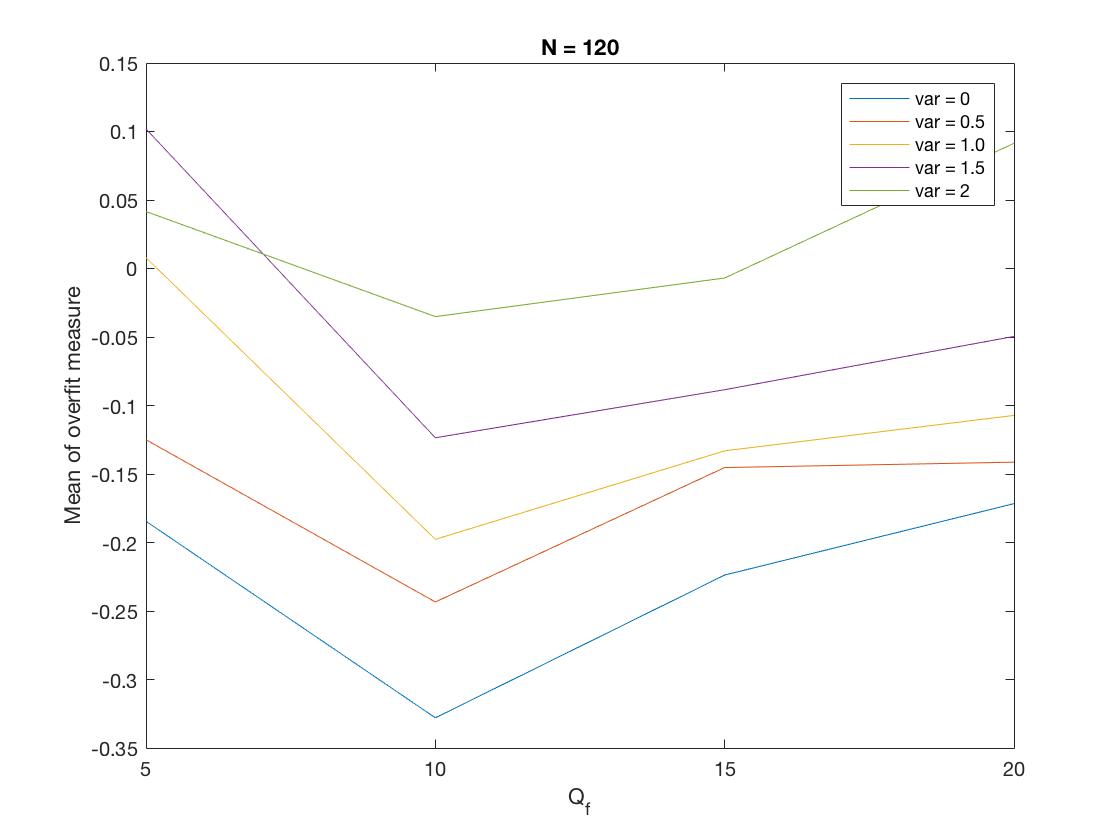 N = 120
0.15
0.1
0.05
0
-0.05
-0.1
-0.15
-0.2
-0.25
-0.3
-0.35
Mean of overfit measure
var = 0
var = 0.5
var = 1.0
var = 1.5
var = 2
5 10 15 20
Q_f